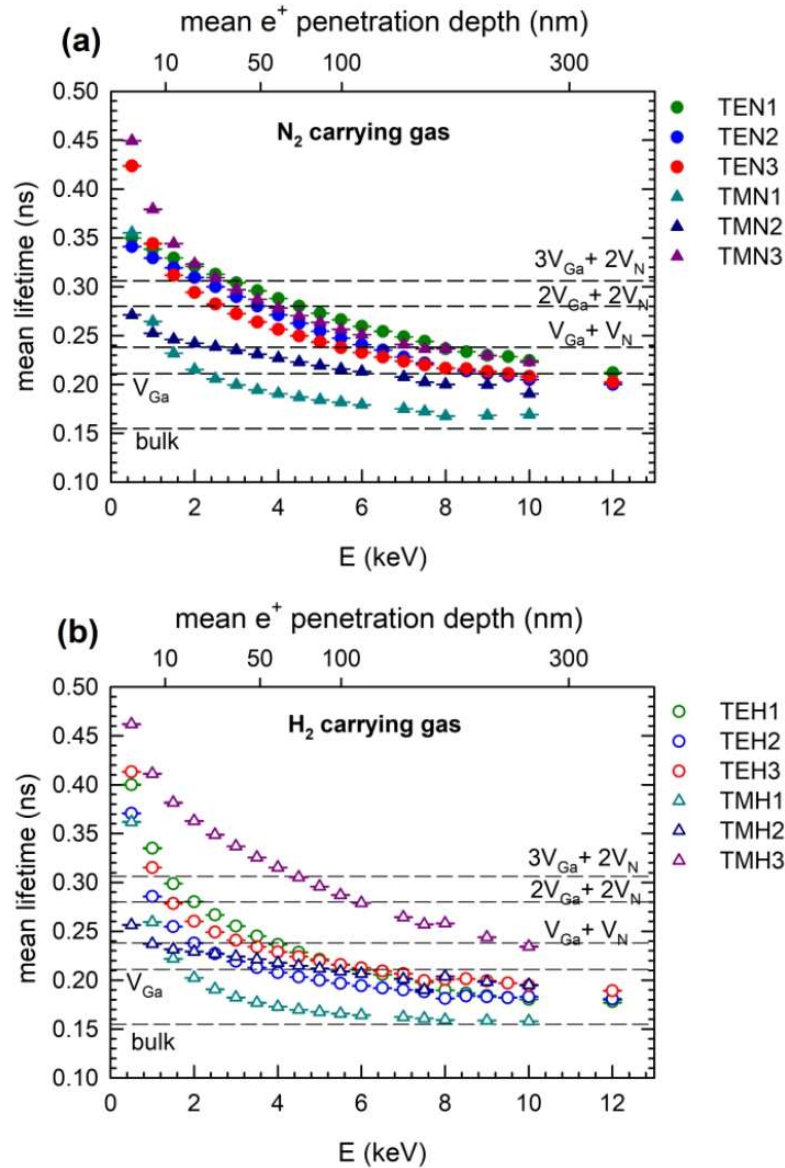 (a)
mean e⁺ penetration depth (nm)
10 50 100 300
0.50
0.45
0.40
0.35
0.30
0.25
0.20
0.15
0.10
mean lifetime (ns)
N₂ carrying gas
3V_Ga + 2V_N
2V_Ga + 2V_N
V_Ga + V_N
V_Ga
bulk
0 2 4 6 8 10 12
E (keV)
TEN1
TEN2
TEN3
TMN1
TMN2
TMN3
(b)
mean e⁺ penetration depth (nm)
10 50 100 300
0.50
0.45
0.40
0.35
0.30
0.25
0.20
0.15
0.10
mean lifetime (ns)
H₂ carrying gas
3V_Ga + 2V_N
2V_Ga + 2V_N
V_Ga + V_N
V_Ga
bulk
0 2 4 6 8 10 12
E (keV)
TEH1
TEH2
TEH3
TMH1
TMH2
TMH3